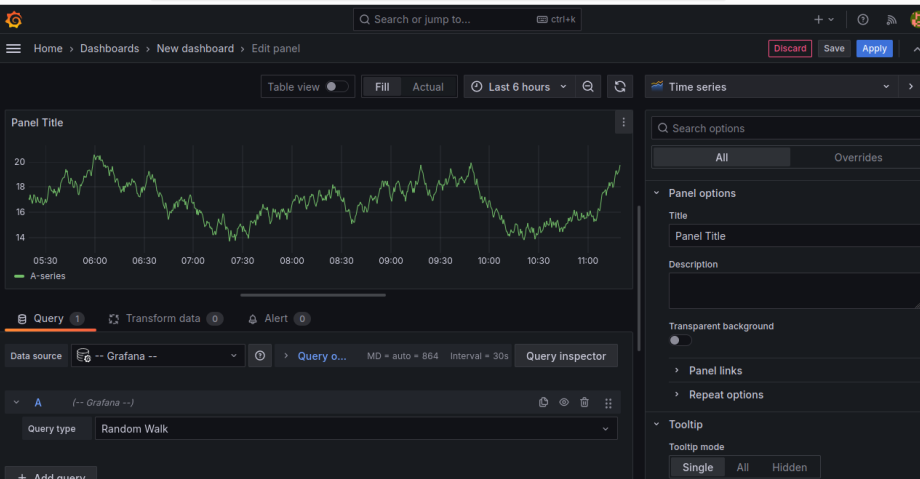 Search or jump to... ctrl+k
Home › Dashboards › New dashboard › Edit panel
Discard Save Apply
Table view Fill Actual Last 6 hours
Time series
Panel Title
20
18
16
14
05:30 06:00 06:30 07:00 07:30 08:00 08:30 09:00 09:30 10:00 10:30 11:00
A-series
Query 1 Transform data 0 Alert 0
Data source -- Grafana -- Query o... MD = auto = 864 Interval = 30s Query inspector
A (-- Grafana --)
Query type Random Walk
+ Add query
Search options
All Overrides
Panel options
Title
Panel Title
Description
Transparent background
Panel links
Repeat options
Tooltip
Tooltip mode
Single All Hidden